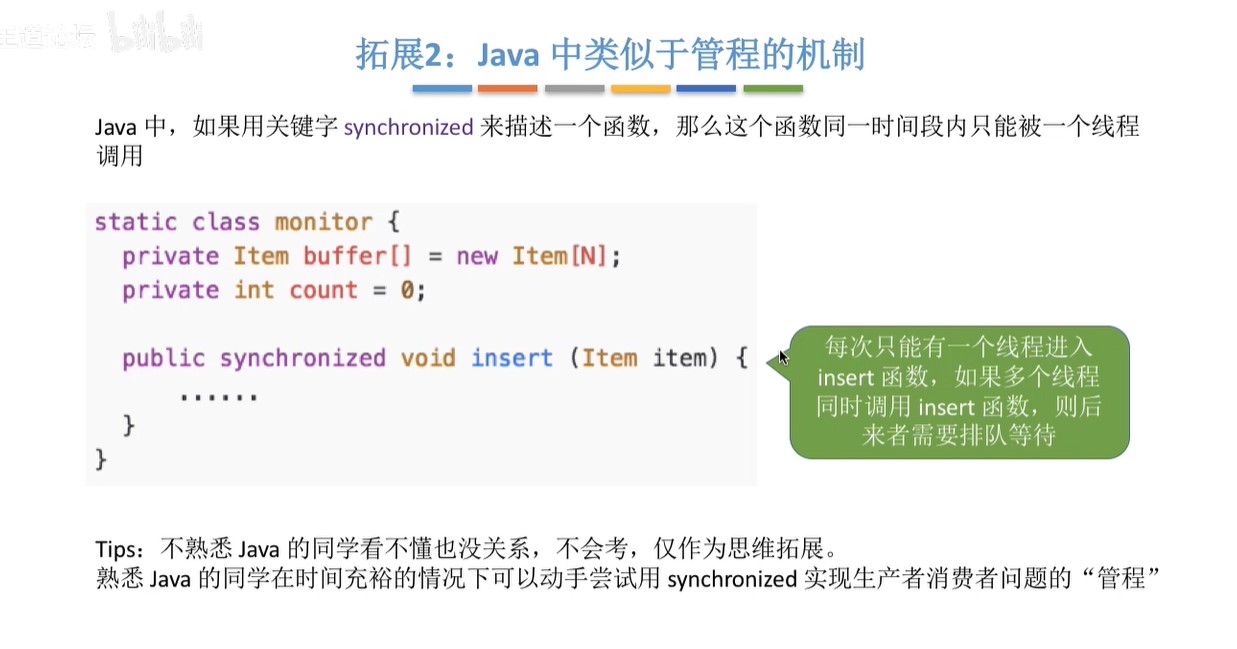 王道论坛 bilibili
拓展2：Java 中类似于管程的机制
Java 中，如果用关键字 synchronized 来描述一个函数，那么这个函数同一时间段内只能被一个线程
调用
static class monitor {
private Item buffer[] = new Item[N];
private int count = 0;
public synchronized void insert (Item item) {
......
}
}
每次只能有一个线程进入
insert 函数，如果多个线程
同时调用 insert 函数，则后
来者需要排队等待
Tips：不熟悉 Java 的同学看不懂也没关系，不会考，仅作为思维拓展。
熟悉 Java 的同学在时间充裕的情况下可以动手尝试用 synchronized 实现生产者消费者问题的“管程”